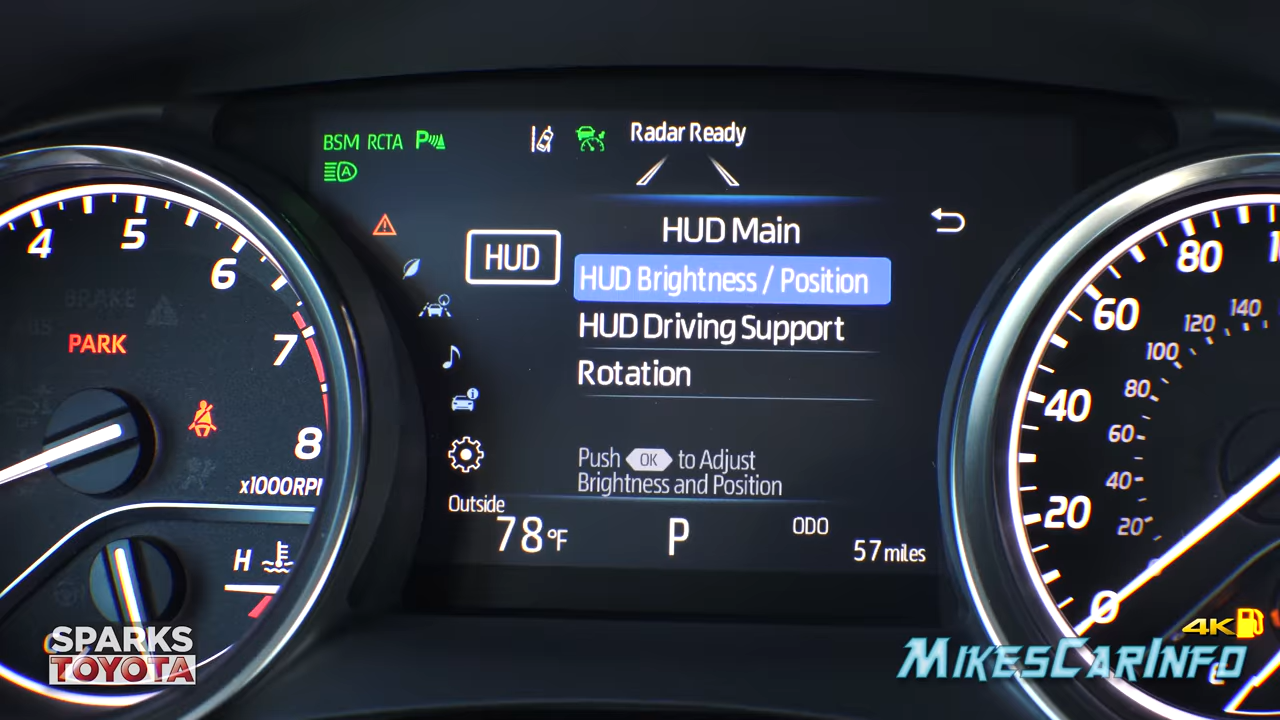 BSM RCTA P
A
Radar Ready
HUD
HUD Main
HUD Brightness / Position
HUD Driving Support
Rotation
Push OK to Adjust
Brightness and Position
Outside
78°F
P
ODO
57 miles
4
5
6
7
8
x1000RP
BRAKE
PARK
H
0
20
40
60
80
20
40
60
80
100
120
140
SPARKS
TOYOTA
4K
MIKESCARINFO